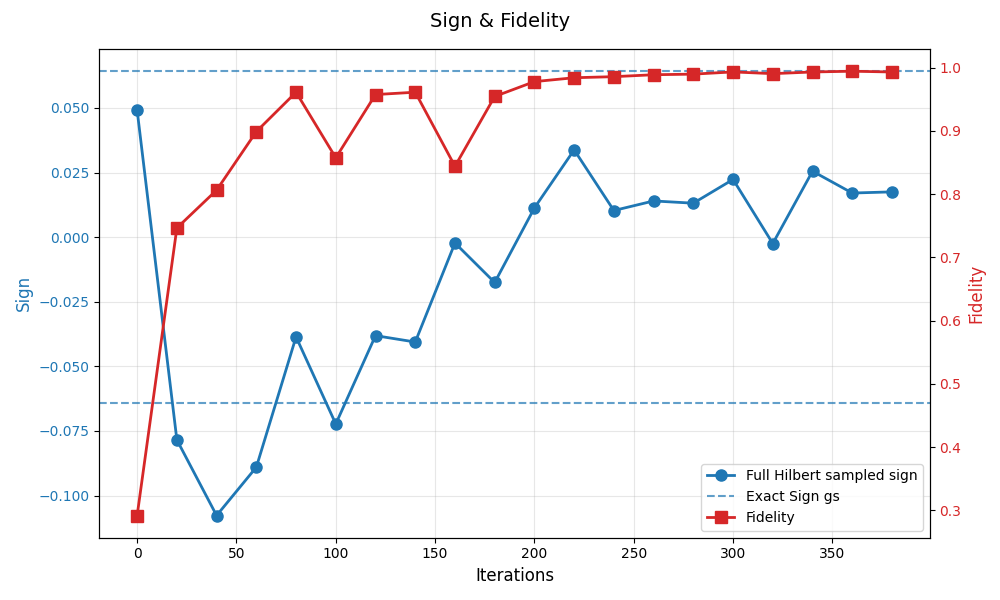 Sign & Fidelity
0.050
0.025
0.000
−0.025
−0.050
−0.075
−0.100
Sign
1.0
0.9
0.8
0.7
0.6
0.5
0.4
0.3
Fidelity
Full Hilbert sampled sign
Exact Sign gs
Fidelity
0 50 100 150 200 250 300 350
Iterations